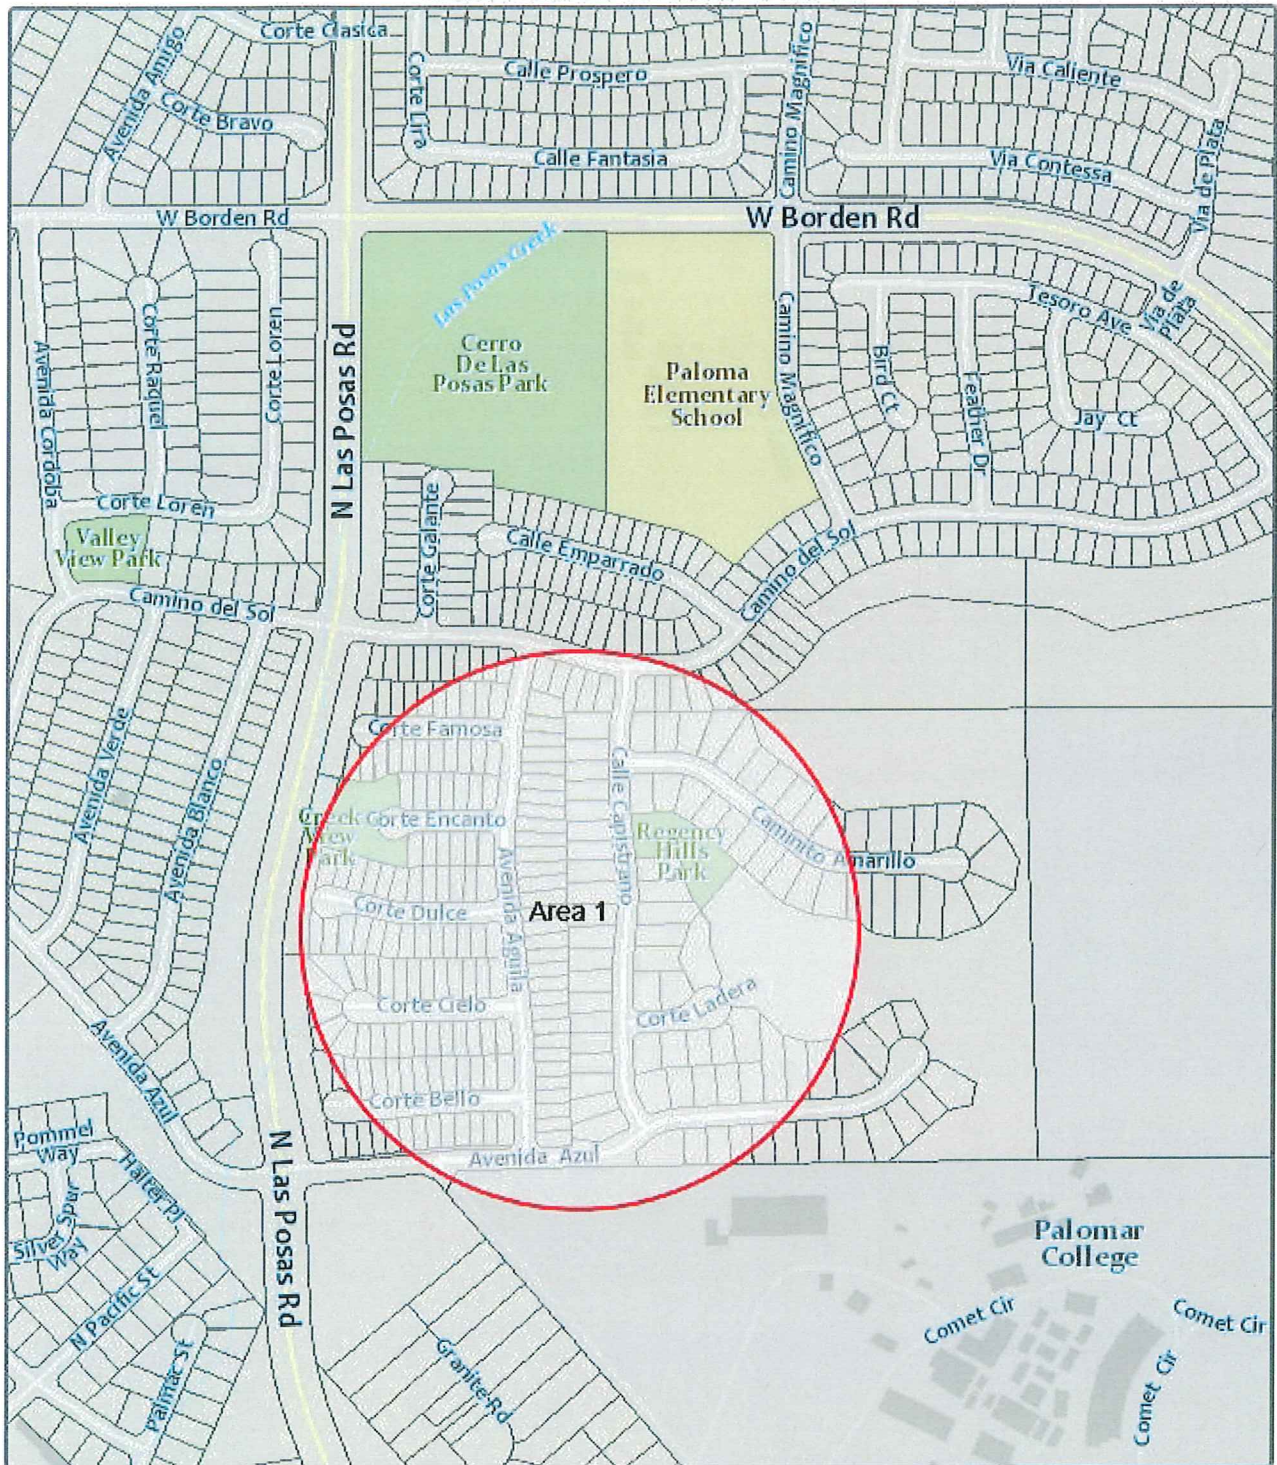 Corte Clasica
Avenida Amigo
Corte Bravo
Corte Lira
Calle Prospero
Calle Fantasia
Camino Magnifico
Via Caliente
Via Contessa
Via de Plata
W Borden Rd
W Borden Rd
Las Posas Creek
Cerro
De Las
Posas Park
Paloma
Elementary
School
Camino Magnifico
Tesoro Ave
Via de
Plata
Bird Ct
Feather Dr
Jay Ct
Avenida Cordoba
Corte Raquel
Corte Loren
N Las Posas Rd
Corte Loren
Valley
View Park
Corte Galante
Calle Emparrado
Camino del Sol
Camino del Sol
Avenida Verde
Avenida Blanco
Corte Famosa
Creek
View
Park
Corte Encanto
Calle Capistrano
Regency
Hills
Park
Caminito Amarillo
Avenida Aguila
Corte Dulce
Area 1
Corte Cielo
Corte Ladera
Avenida Azul
Corte Bello
Avenida Azul
Pommel
Way
Halter Pl
Silver Spur
Way
N Pacific St
Palmac St
N Las Posas Rd
Granite Rd
Palomar
College
Comet Cir
Comet Cir
Comet Cir